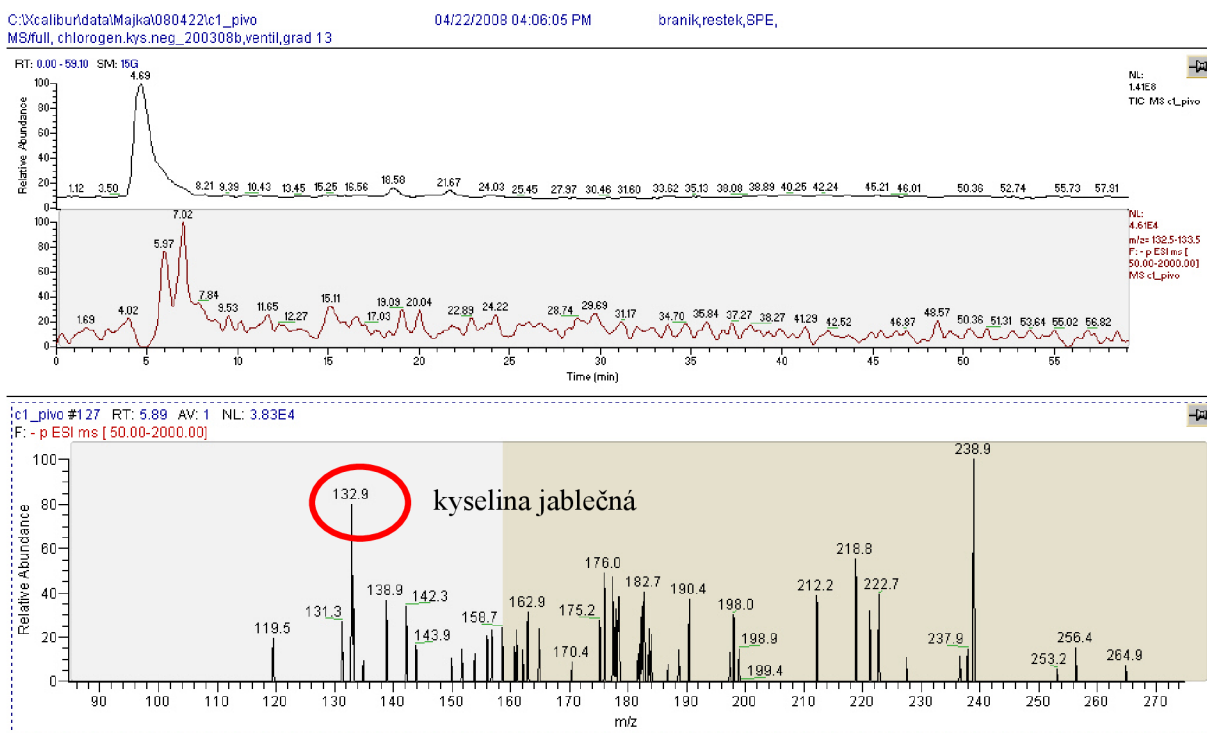 C:\Xcalibur\data\Majka\080422\c1_pivo 04/22/2008 04:06:05 PM branik,restek,SPE,
MS/full, chlorogen.kys.neg_200308b,ventil,grad 13
RT: 0.00 - 59.10 SM: 15G
NL:
1.41E8
TIC MS c1_pivo
Relative Abundance
100
80
60
40
20
0
4.69
1.12 3.50 8.21 9.39 10.43 13.45 15.25 16.56 18.58 21.67 24.03 25.45 27.97 30.46 31.60 33.62 35.13 38.08 38.89 40.25 42.24 45.21 46.01 50.36 52.74 55.73 57.91
NL:
4.61E4
m/z= 132.5-133.5
F: - p ESI ms [
50.00-2000.00]
MS c1_pivo
100
80
60
40
20
0
7.02
5.97
1.69 4.02 7.84 9.53 11.65 12.27 15.11 17.03 19.09 20.04 22.89 24.22 28.74 29.69 31.17 34.70 35.84 37.27 38.27 41.29 42.52 46.87 48.57 50.36 51.31 53.64 55.02 56.82
0 5 10 15 20 25 30 35 40 45 50 55
Time (min)
c1_pivo #127 RT: 5.89 AV: 1 NL: 3.83E4
F: - p ESI ms [ 50.00-2000.00]
Relative Abundance
100
80
60
40
20
0
238.9
132.9
kyselina jablečná
119.5 131.3 138.9 142.3 143.9 162.9 170.4 175.2 176.0 182.7 190.4 198.0 198.9 199.4 212.2 218.8 222.7 237.9 253.2 256.4 264.9
90 100 110 120 130 140 150 160 170 180 190 200 210 220 230 240 250 260 270
m/z